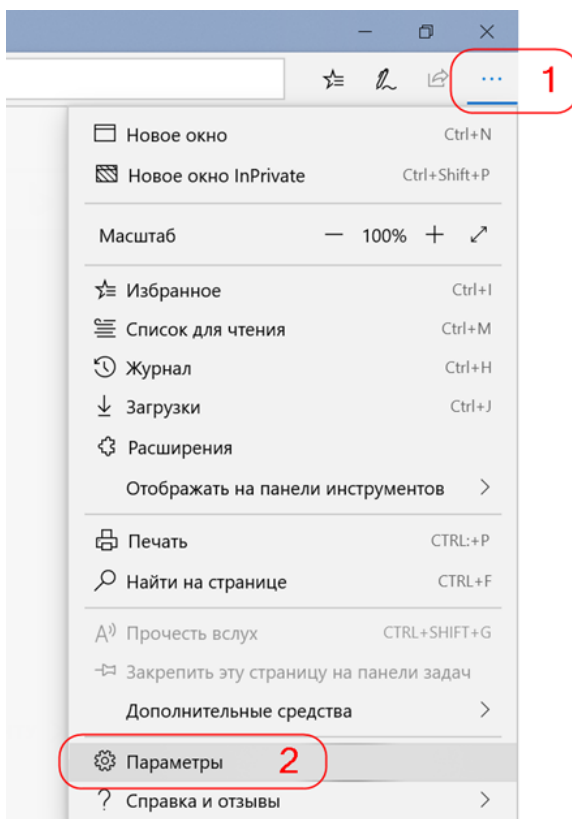 1
Новое окно Ctrl+N
Новое окно InPrivate Ctrl+Shift+P
Масштаб — 100% +
Избранное Ctrl+I
Список для чтения Ctrl+M
Журнал Ctrl+H
Загрузки Ctrl+J
Расширения
Отображать на панели инструментов
Печать CTRL:+P
Найти на странице CTRL+F
Прочесть вслух CTRL+SHIFT+G
Закрепить эту страницу на панели задач
Дополнительные средства
Параметры 2
Справка и отзывы